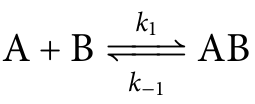 k₁
A + B ⇌ AB
k₋₁